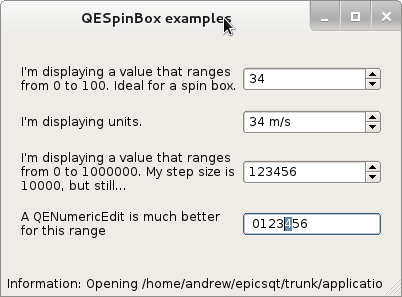 QESpinBox examples
I'm displaying a value that ranges
from 0 to 100. Ideal for a spin box.
34
I'm displaying units.
34 m/s
I'm displaying a value that ranges
from 0 to 1000000. My step size is
10000, but still...
123456
A QENumericEdit is much better
for this range
0123456
Information: Opening /home/andrew/epicsqt/trunk/applicatio